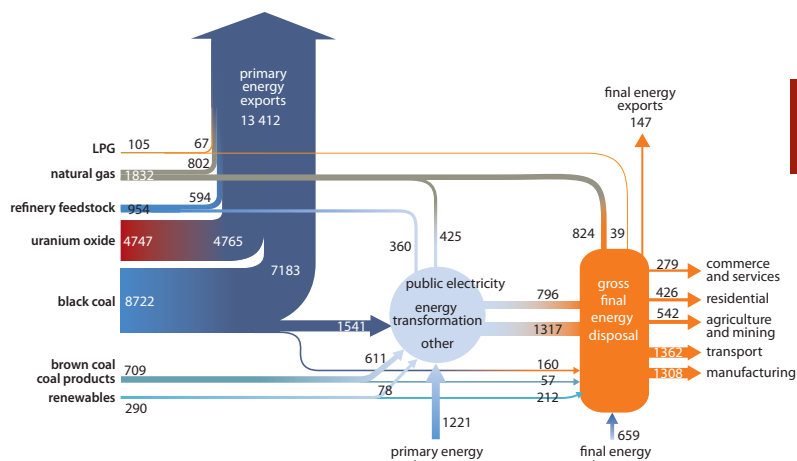 primary
energy
exports
13 412
final energy
exports
147
LPG 105 67
natural gas 1832 802
refinery feedstock 954 594
uranium oxide 4747 4765
black coal 8722 7183
1541
360
425
824 39
public electricity
energy
transformation
other
796
1317
gross
final
energy
disposal
279 commerce
and services
426 residential
542 agriculture
and mining
1362 transport
1308 manufacturing
brown coal
coal products 709
renewables
290
611
78
160
57
212
1221
659
primary energy
final energy